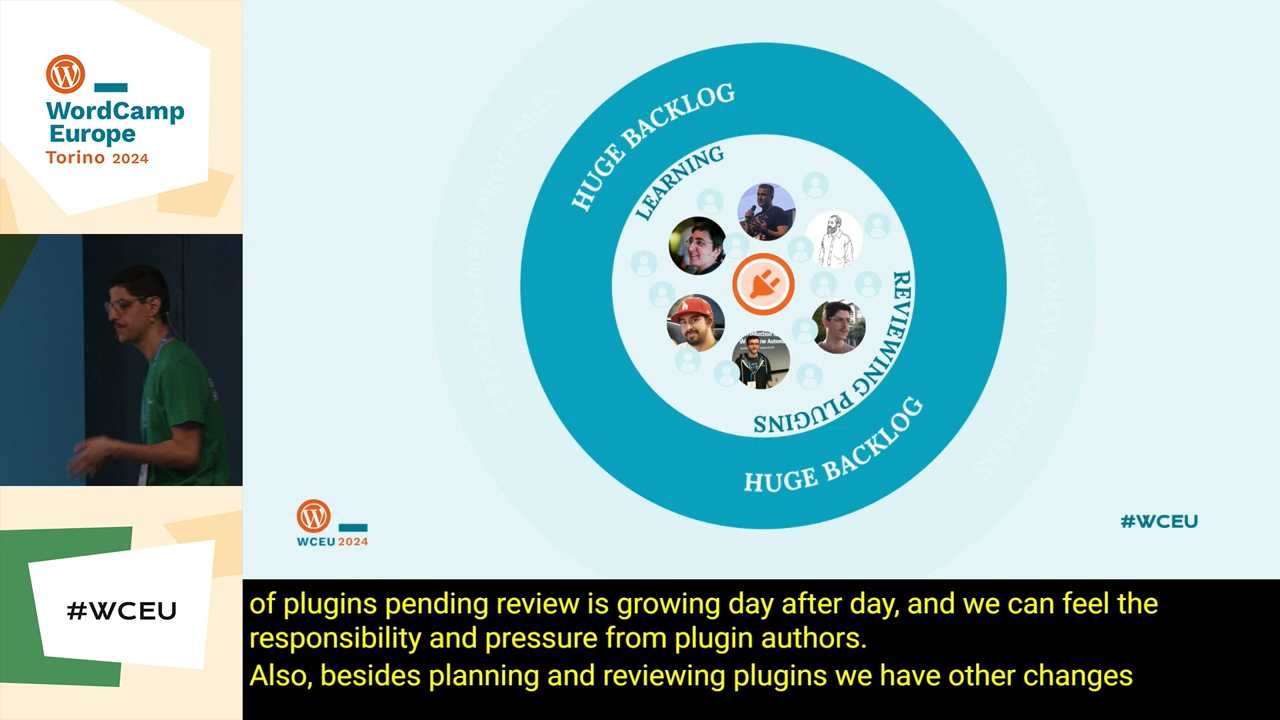 WordCamp
Europe
Torino 2024
#WCEU
HUGE BACKLOG
LEARNING
REVIEWING PLUGINS
HUGE BACKLOG
WCEU 2024
#WCEU
of plugins pending review is growing day after day, and we can feel the
responsibility and pressure from plugin authors.
Also, besides planning and reviewing plugins we have other changes